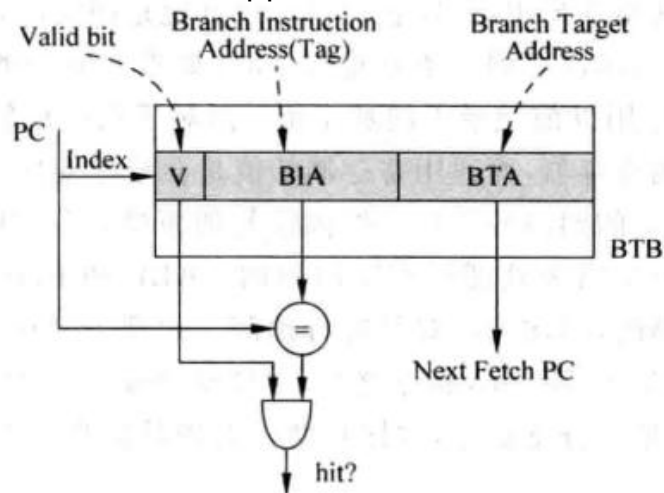 Branch Instruction
Address(Tag)
Branch Target
Address
Valid bit
PC
Index
V
BIA
BTA
BTB
=
Next Fetch PC
hit?